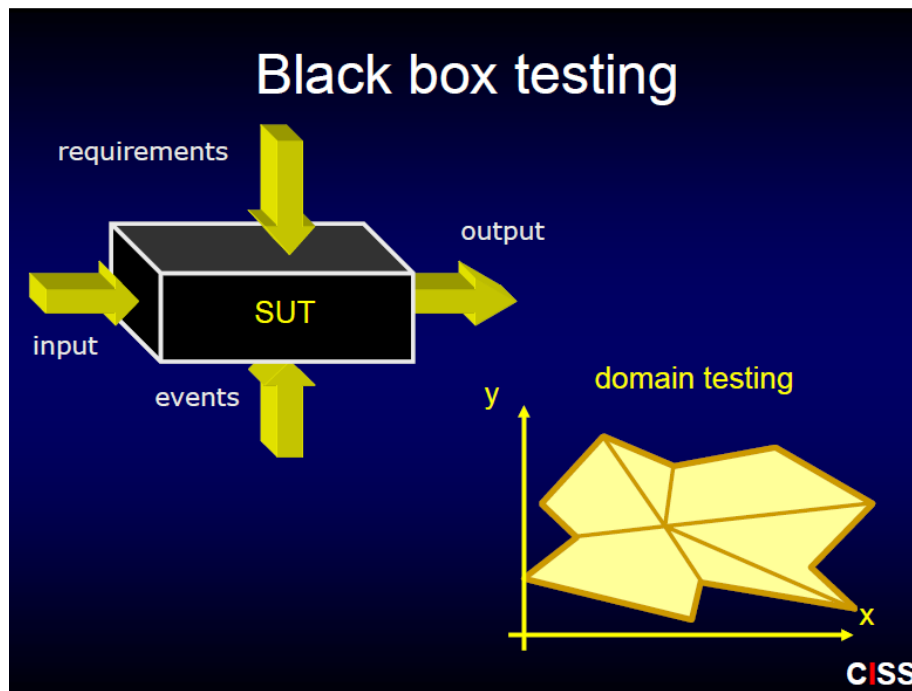 Black box testing
requirements
output
SUT
input
events
domain testing
y
x
CISS